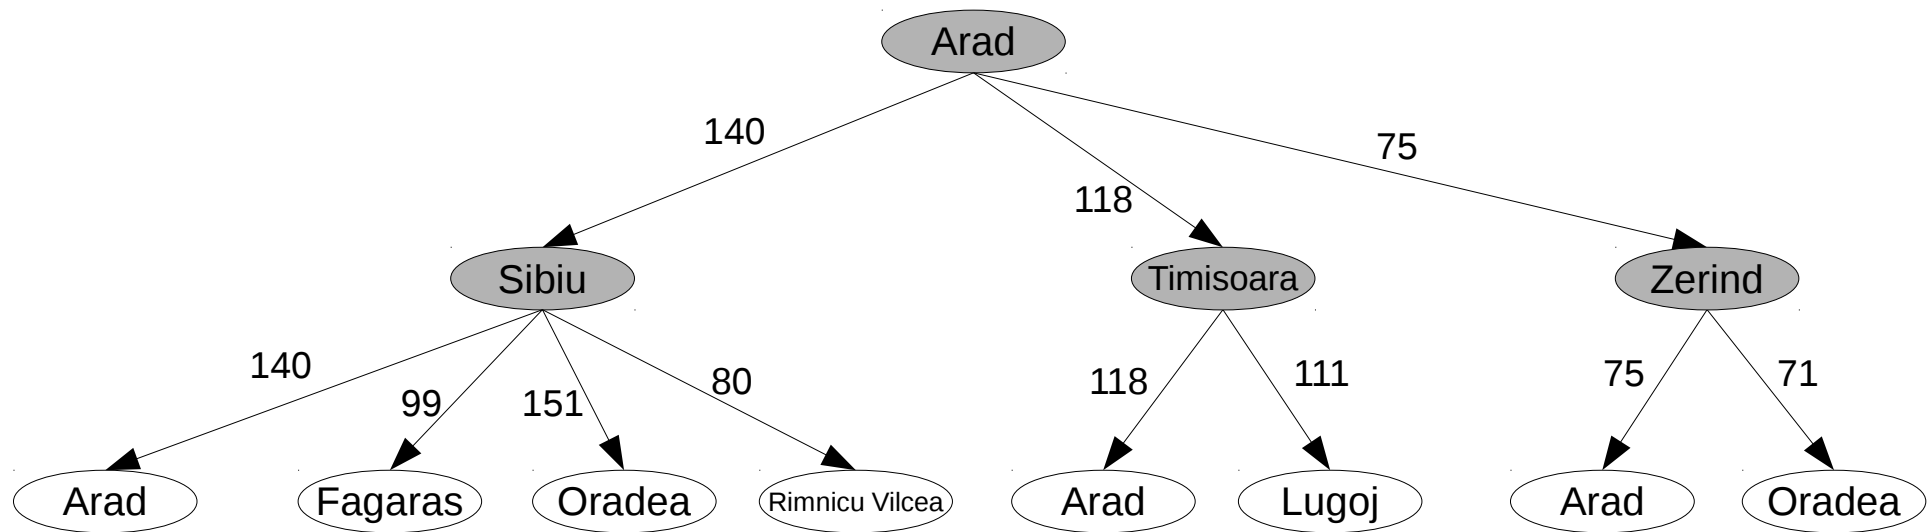 Arad
140
118
75
Sibiu
Timisoara
Zerind
140
99
151
80
118
111
75
71
Arad
Fagaras
Oradea
Rimnicu Vilcea
Arad
Lugoj
Arad
Oradea